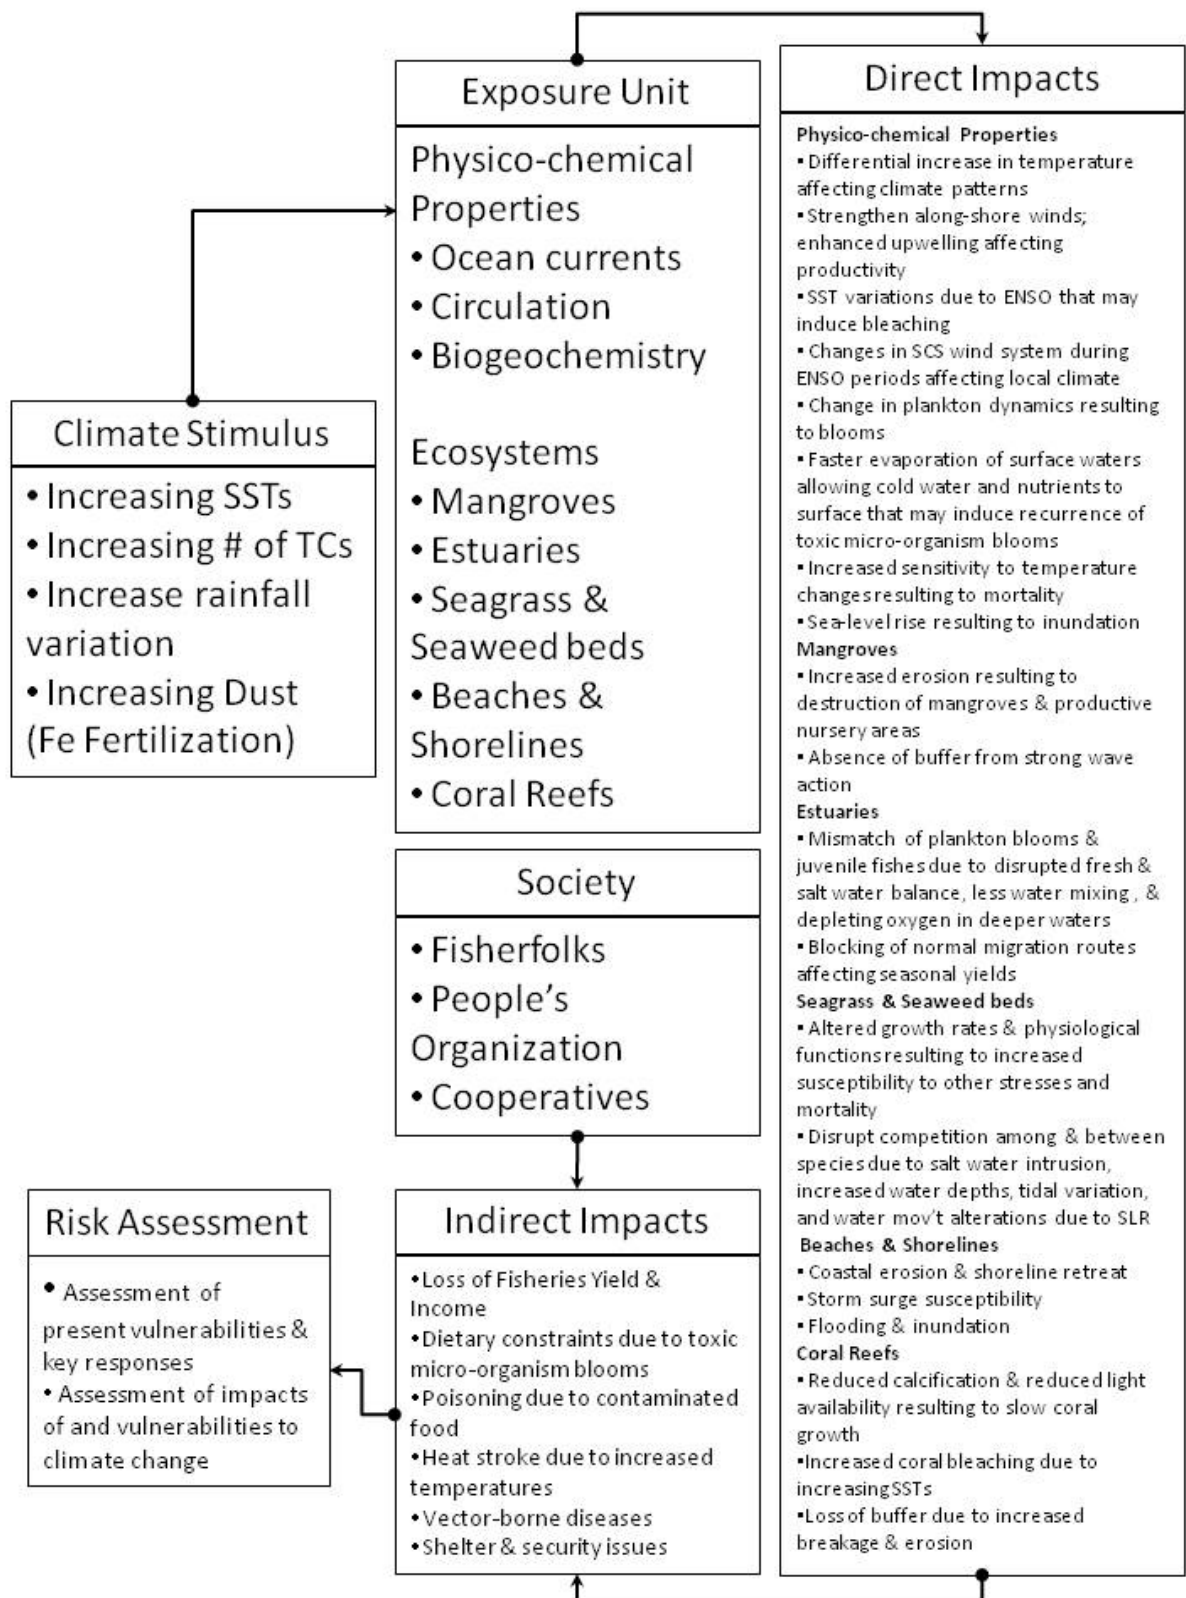 Climate Stimulus
• Increasing SSTs
• Increasing # of TCs
• Increase rainfall
variation
• Increasing Dust
(Fe Fertilization)
Exposure Unit
Physico-chemical
Properties
• Ocean currents
• Circulation
• Biogeochemistry
Ecosystems
• Mangroves
• Estuaries
• Seagrass &
Seaweed beds
• Beaches &
Shorelines
• Coral Reefs
Society
• Fisherfolks
• People's
Organization
• Cooperatives
Direct Impacts
Physico-chemical Properties
▪ Differential increase in temperature
affecting climate patterns
▪ Strengthen along-shore winds;
enhanced upwelling affecting
productivity
▪ SST variations due to ENSO that may
induce bleaching
▪ Changes in SCS wind system during
ENSO periods affecting local climate
▪ Change in plankton dynamics resulting
to blooms
▪ Faster evaporation of surface waters
allowing cold water and nutrients to
surface that may induce recurrence of
toxic micro-organism blooms
▪ Increased sensitivity to temperature
changes resulting to mortality
▪ Sea-level rise resulting to inundation
Mangroves
▪ Increased erosion resulting to
destruction of mangroves & productive
nursery areas
▪ Absence of buffer from strong wave
action
Estuaries
▪ Mismatch of plankton blooms &
juvenile fishes due to disrupted fresh &
salt water balance, less water mixing , &
depleting oxygen in deeper waters
▪ Blocking of normal migration routes
affecting seasonal yields
Seagrass & Seaweed beds
▪ Altered growth rates & physiological
functions resulting to increased
susceptibility to other stresses and
mortality
▪ Disrupt competition among & between
species due to salt water intrusion,
increased water depths, tidal variation,
and water mov't alterations due to SLR
Beaches & Shorelines
▪ Coastal erosion & shoreline retreat
▪ Storm surge susceptibility
▪ Flooding & inundation
Coral Reefs
▪ Reduced calcification & reduced light
availability resulting to slow coral
growth
▪ Increased coral bleaching due to
increasing SSTs
▪ Loss of buffer due to increased
breakage & erosion
Indirect Impacts
• Loss of Fisheries Yield &
Income
• Dietary constraints due to toxic
micro-organism blooms
• Poisoning due to contaminated
food
• Heat stroke due to increased
temperatures
• Vector-borne diseases
• Shelter & security issues
Risk Assessment
• Assessment of
present vulnerabilities &
key responses
• Assessment of impacts
of and vulnerabilities to
climate change